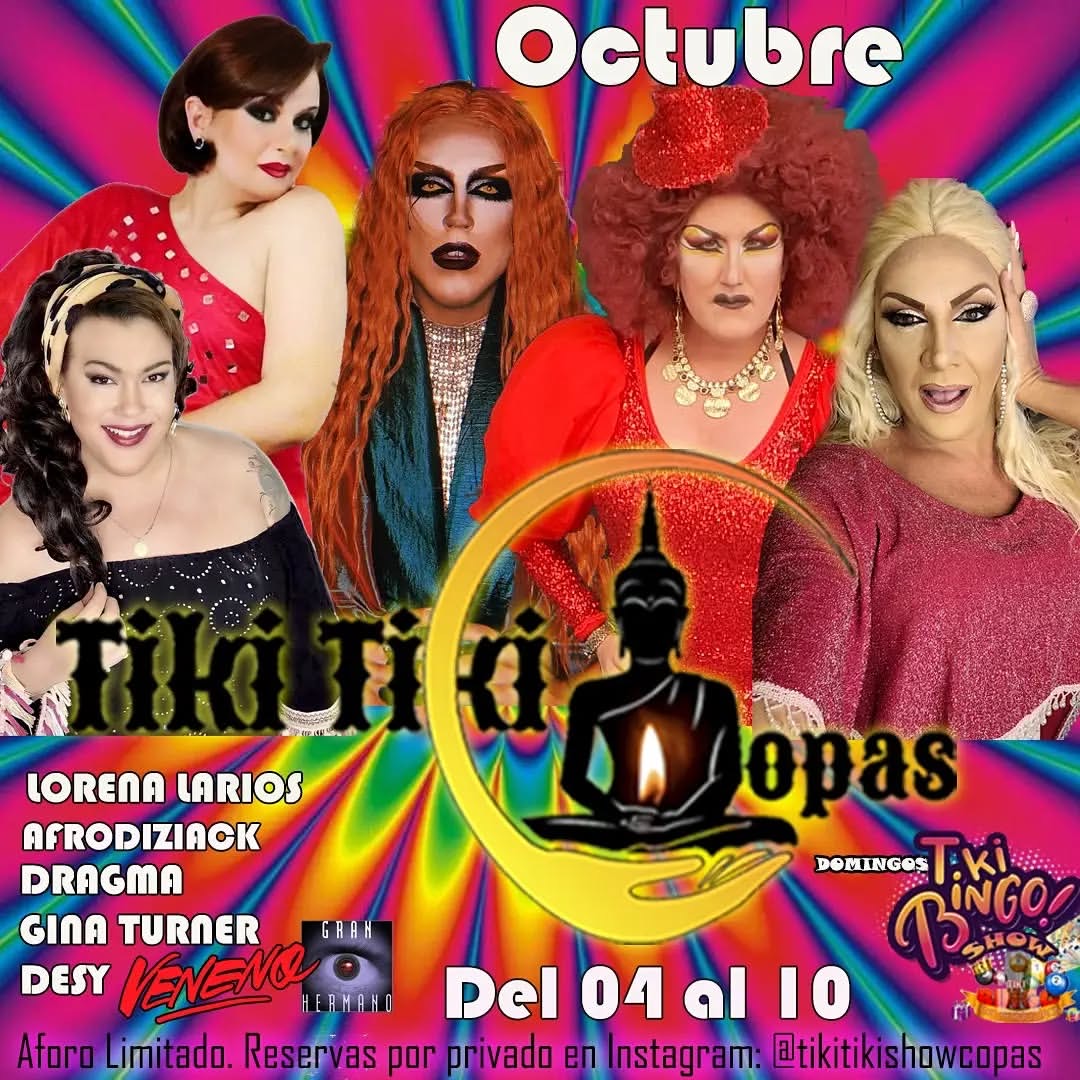 Octubre
Tiki Tiki Copas
LORENA LARIOS
AFRODIZIACK
DRAGMA
GINA TURNER
DESY VENENO
GRAN
HERMANO
DOMINGOS
TiKi
BINGO!
SHOW
Del 04 al 10
Aforo Limitado. Reservas por privado en Instagram: @tikitikishowcopas